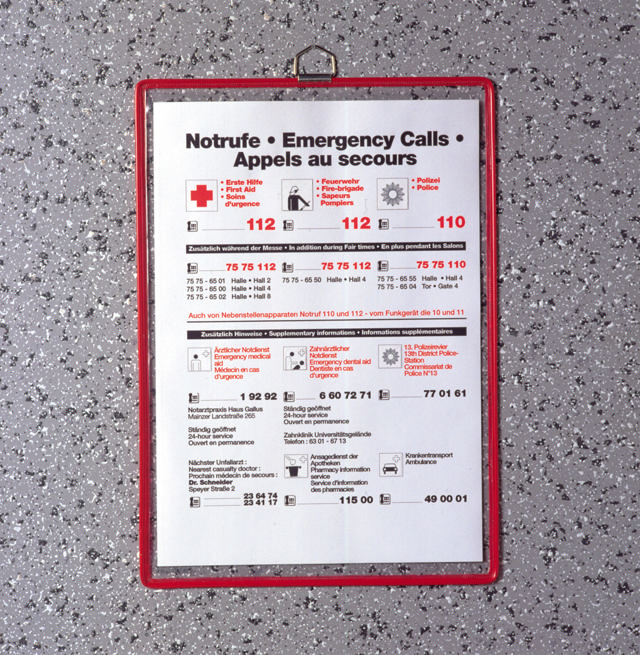 Notrufe • Emergency Calls •
Appels au secours
• Erste Hilfe
• First Aid
• Soins
d'urgence
112
• Feuerwehr
• Fire-brigade
• Sapeurs
Pompiers
112
• Polizei
• Police
110
Zusätzlich während der Messe • In addition during Fair times • En plus pendant les Salons
75 75 112
75 75 - 65 01 Halle • Hall 2
75 75 - 65 00 Halle • Hall 4
75 75 - 65 02 Halle • Hall 8
75 75 112
75 75 - 65 50 Halle • Hall 4
75 75 110
75 75 - 65 55 Halle • Hall 4
75 75 - 65 04 Tor • Gate 4
Auch von Nebenstellenapparaten Notruf 110 und 112 - vom Funkgerät die 10 und 11
Zusätzliche Hinweise • Supplementary informations • Informations supplémentaires
Ärztlicher Notdienst
Emergency medical
aid
Médecin en cas
d'urgence
1 92 92
Notarztpraxis Haus Gallus
Mainzer Landstraße 265
Ständig geöffnet
24-hour service
Ouvert en permanence
Zahnärztlicher
Notdienst
Emergency dental aid
Dentiste en cas
d'urgence
6 60 72 71
Ständig geöffnet
24-hour service
Ouvert en permanence
Zahnklinik Universitätsgelände
Telefon : 63 01 - 67 13
13. Polizeirevier
13th District Police-
Station
Commissariat de
Police N°13
77 01 61
Nächster Unfallarzt :
Nearest casualty doctor :
Prochain médecin de secours :
Dr. Schneider
Speyer Straße 2
23 64 74
23 41 17
Ansagedienst der
Apotheken
Pharmacy information
service
Service d'information
des pharmacies
115 00
Krankentransport
Ambulance
49 00 01